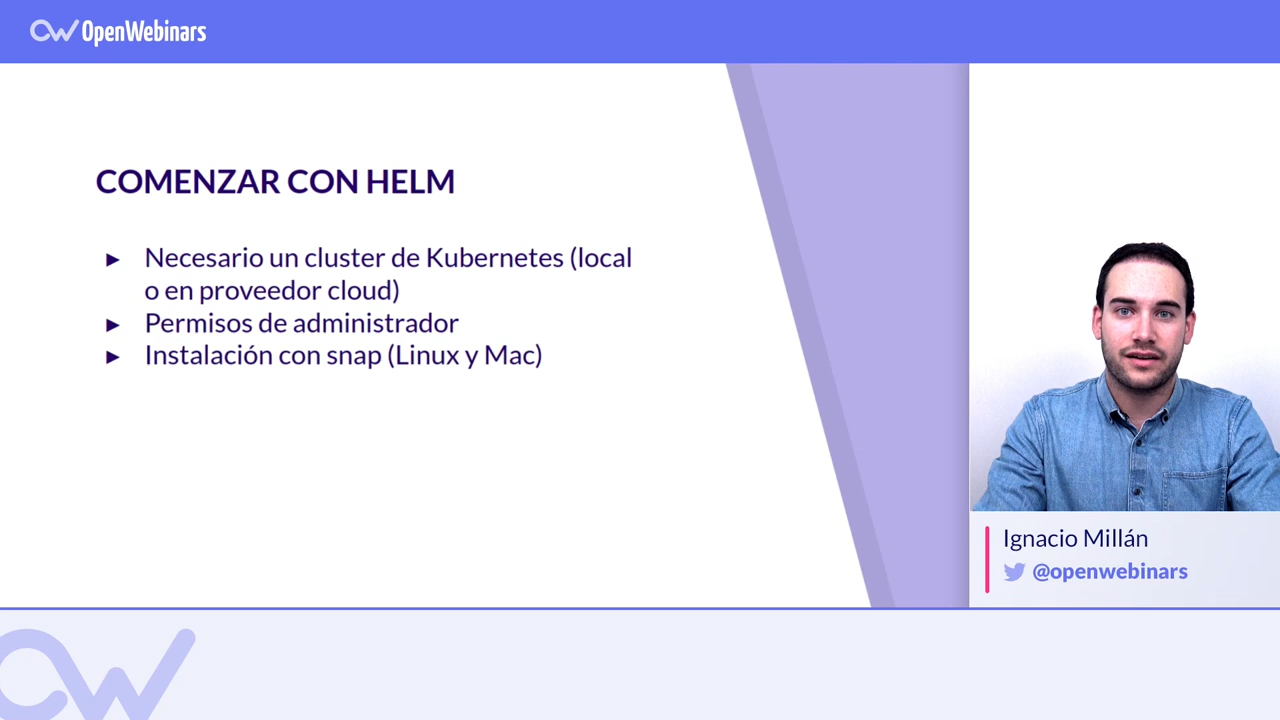 OpenWebinars
COMENZAR CON HELM
► Necesario un cluster de Kubernetes (local
o en proveedor cloud)
► Permisos de administrador
► Instalación con snap (Linux y Mac)
Ignacio Millán
@openwebinars